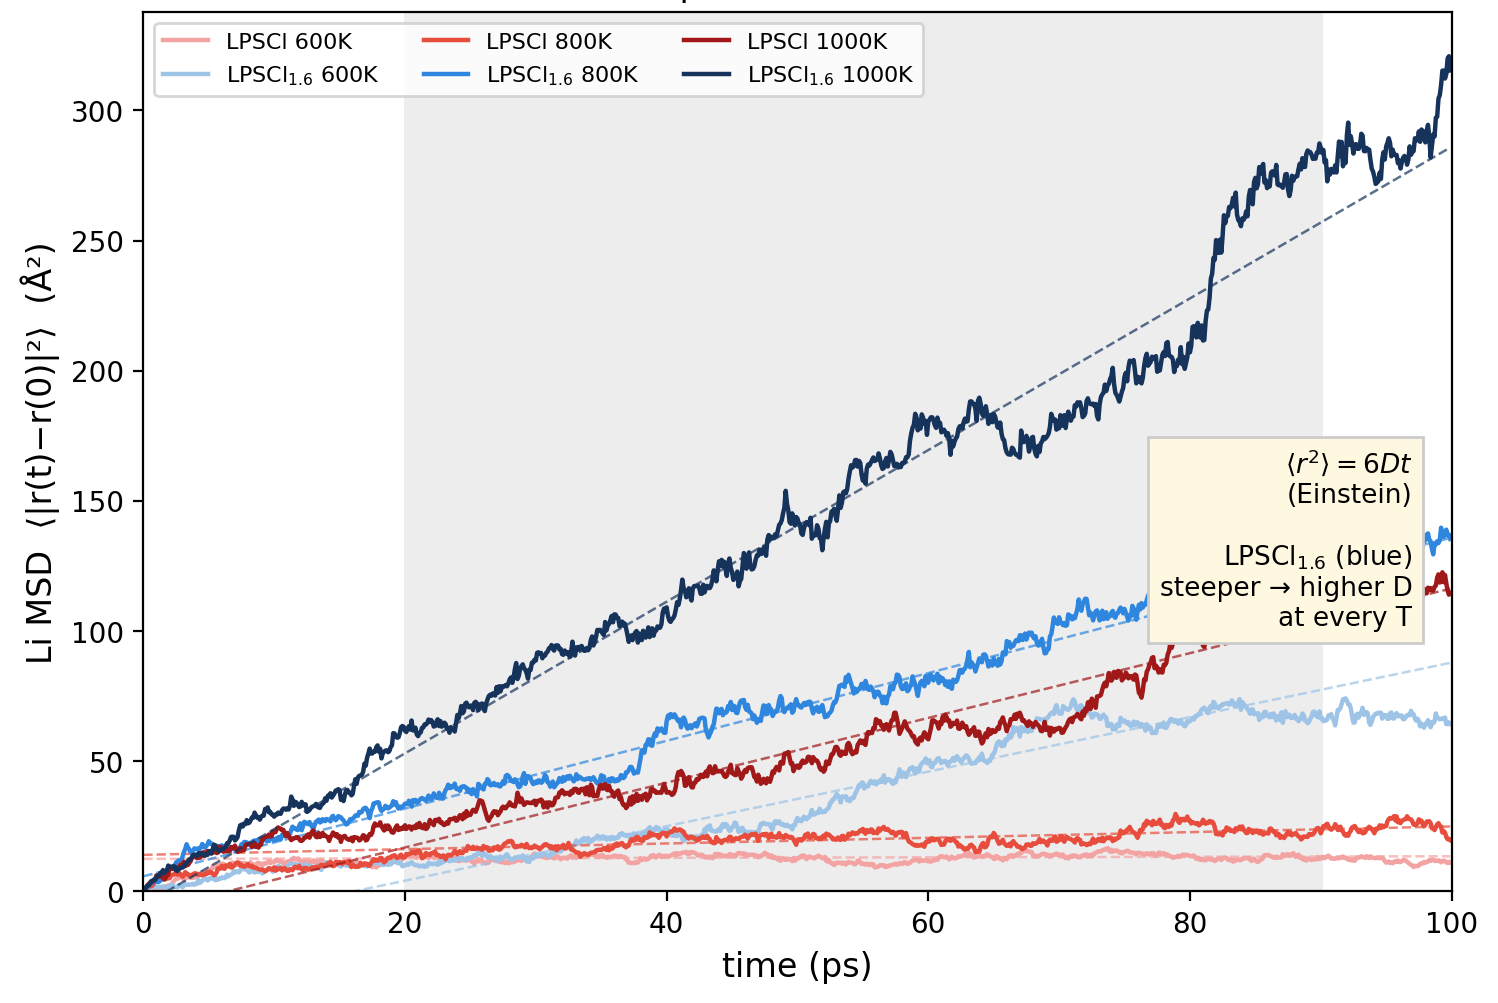 LPSCl 600K LPSCl 800K LPSCl 1000K
LPSCl₁.₆ 600K LPSCl₁.₆ 800K LPSCl₁.₆ 1000K
Li MSD ⟨|r(t)−r(0)|²⟩ (Å²)
300
250
200
150
100
50
0
⟨r²⟩ = 6Dt
(Einstein)
LPSCl₁.₆ (blue)
steeper → higher D
at every T
0 20 40 60 80 100
time (ps)